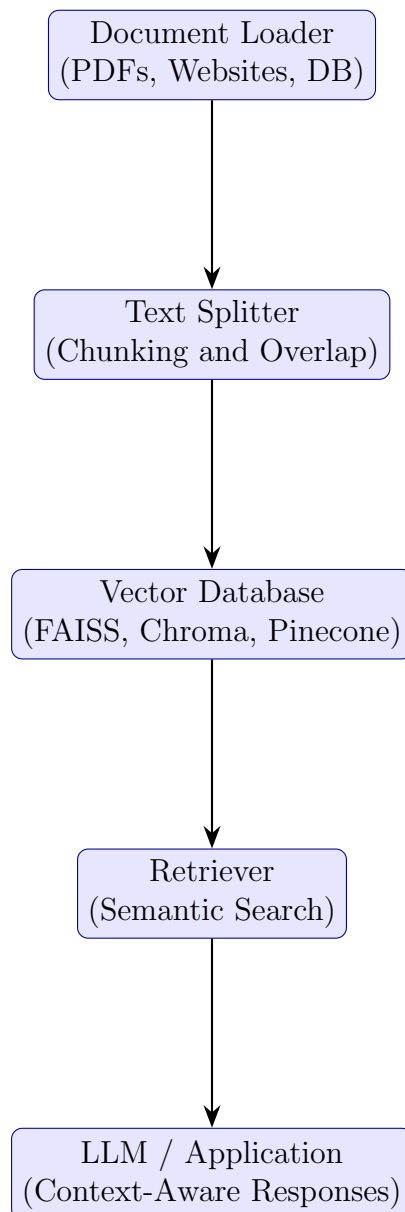 Document Loader
(PDFs, Websites, DB)
Text Splitter
(Chunking and Overlap)
Vector Database
(FAISS, Chroma, Pinecone)
Retriever
(Semantic Search)
LLM / Application
(Context-Aware Responses)